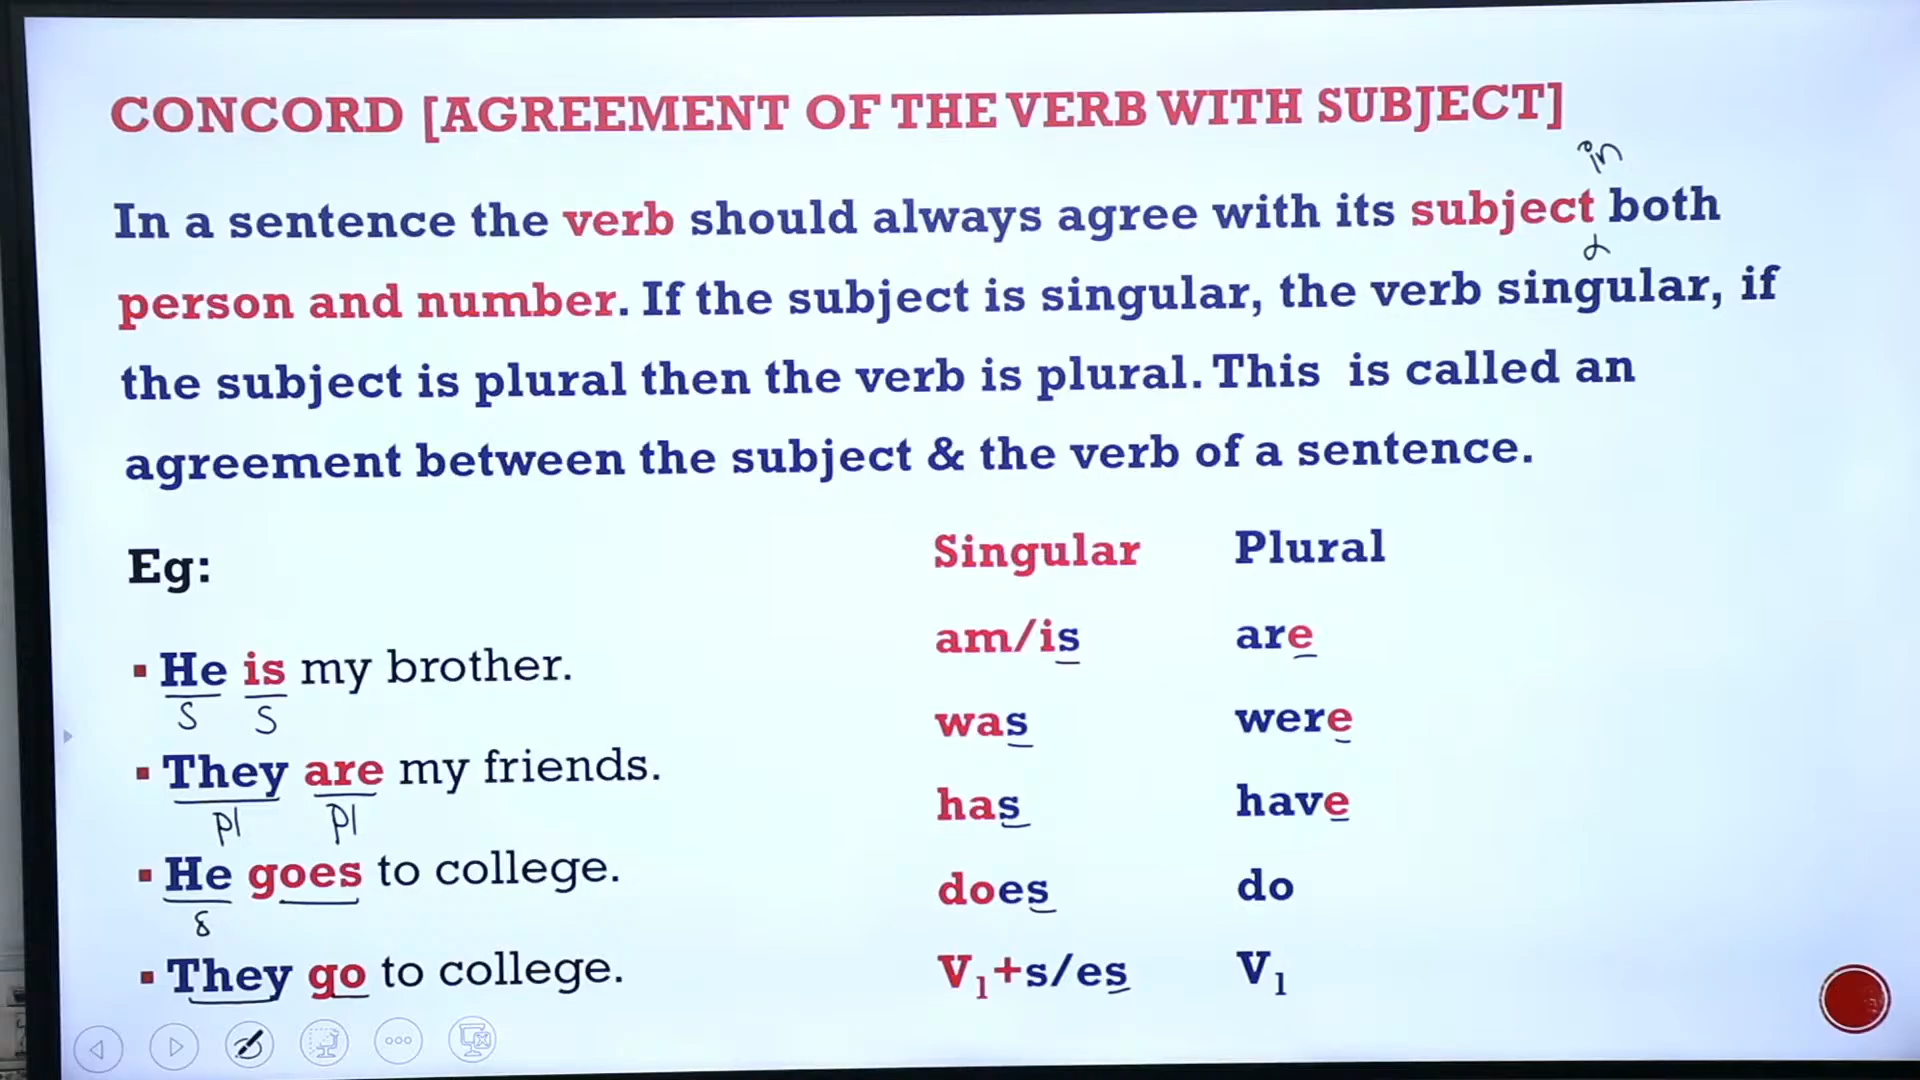 CONCORD [AGREEMENT OF THE VERB WITH SUBJECT]
in
In a sentence the verb should always agree with its subject both
person and number. If the subject is singular, the verb singular, if
the subject is plural then the verb is plural. This is called an
agreement between the subject & the verb of a sentence.
Eg:
▪ He is my brother.
S S
▪ They are my friends.
pl pl
▪ He goes to college.
s
▪ They go to college.
Singular Plural
am/is are
was were
has have
does do
V₁+s/es V₁